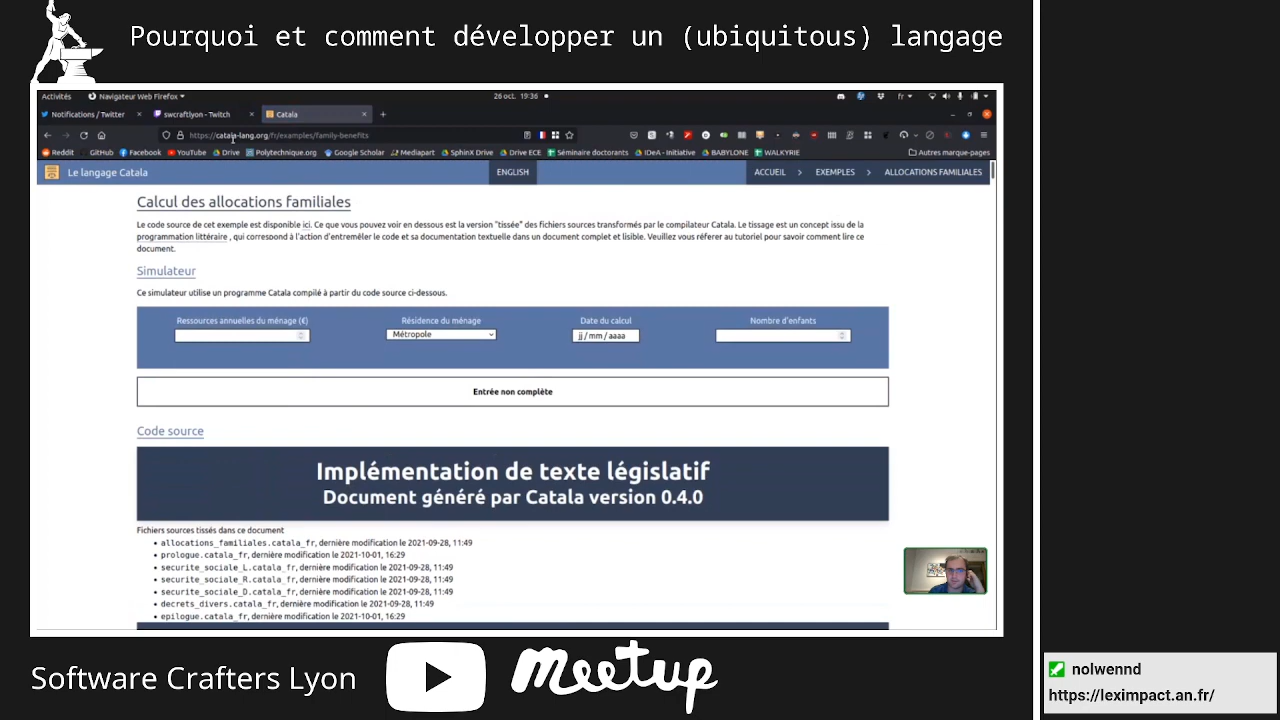 Pourquoi et comment développer un (ubiquitous) langage
Activités
Navigateur Web Firefox
26 oct. 19:36
fr
Notifications / Twitter
swcraftlyon - Twitch
Catala
https://catala-lang.org/fr/examples/family-benefits
Reddit
GitHub
Facebook
YouTube
Drive
Polytechnique.org
Google Scholar
Mediapart
SphinX Drive
Drive ECE
Séminaire doctorants
IDeA - Initiative
BABYLONE
WALKYRIE
Autres marque-pages
Le langage Catala
ENGLISH
ACCUEIL > EXEMPLES > ALLOCATIONS FAMILIALES
Calcul des allocations familiales
Le code source de cet exemple est disponible ici. Ce que vous pouvez voir en dessous est la version "tissée" des fichiers sources transformés par le compilateur Catala. Le tissage est un concept issu de la
programmation littéraire , qui correspond à l'action d'entremêler le code et sa documentation textuelle dans un document complet et lisible. Veuillez vous réferer au tutoriel pour savoir comment lire ce
document.
Simulateur
Ce simulateur utilise un programme Catala compilé à partir du code source ci-dessous.
Ressources annuelles du ménage (€)
Résidence du ménage
Date du calcul
Nombre d'enfants
Métropole
jj / mm / aaaa
Entrée non complète
Code source
Implémentation de texte législatif
Document généré par Catala version 0.4.0
Fichiers sources tissés dans ce document
• allocations_familiales.catala_fr, dernière modification le 2021-09-28, 11:49
• prologue.catala_fr, dernière modification le 2021-10-01, 16:29
• securite_sociale_L.catala_fr, dernière modification le 2021-09-28, 11:49
• securite_sociale_R.catala_fr, dernière modification le 2021-09-28, 11:49
• securite_sociale_D.catala_fr, dernière modification le 2021-09-28, 11:49
• decrets_divers.catala_fr, dernière modification le 2021-09-28, 11:49
• epilogue.catala_fr, dernière modification le 2021-10-01, 16:29
Software Crafters Lyon
meetup
nolwennd
https://leximpact.an.fr/